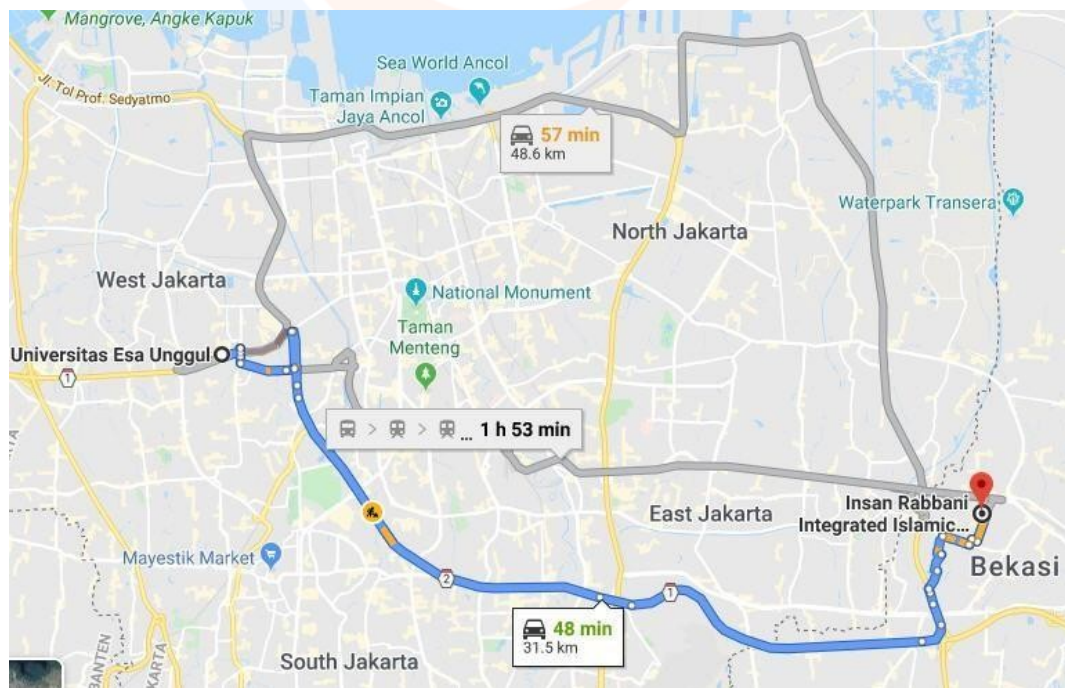 Mangrove, Angke Kapuk
Jl. Tol Prof. Sedyatmo
Sea World Ancol
Taman Impian
Jaya Ancol
57 min
48.6 km
Waterpark Transera
North Jakarta
West Jakarta
National Monument
Universitas Esa Unggul
Taman
Menteng
1
> > ... 1 h 53 min
Insan Rabbani
Integrated Islamic...
East Jakarta
Mayestik Market
Bekasi
2
1
48 min
31.5 km
South Jakarta
BANTEN
JAKARTA